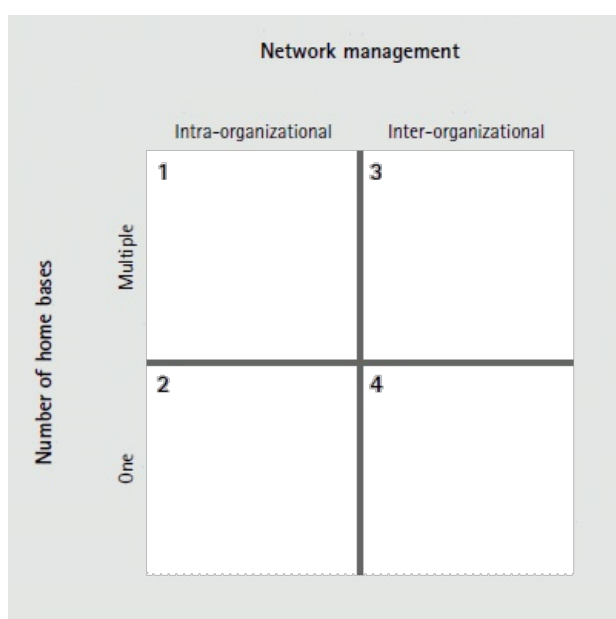 Network management
Intra-organizational Inter-organizational
1 3
Multiple
Number of home bases
2 4
One